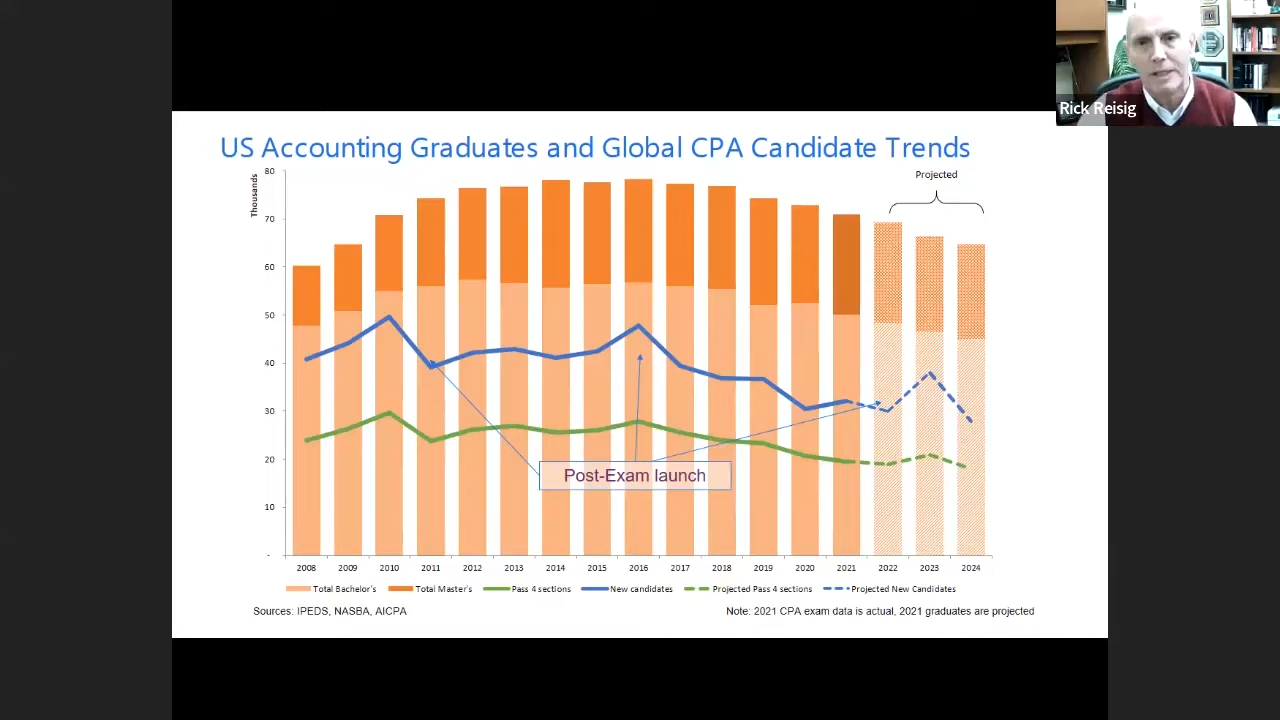 Rick Reisig
US Accounting Graduates and Global CPA Candidate Trends
Thousands
80
70
60
50
40
30
20
10
-
Projected
Post-Exam launch
2008 2009 2010 2011 2012 2013 2014 2015 2016 2017 2018 2019 2020 2021 2022 2023 2024
Total Bachelor's Total Master's Pass 4 sections New candidates Projected Pass 4 sections Projected New Candidates
Sources: IPEDS, NASBA, AICPA Note: 2021 CPA exam data is actual, 2021 graduates are projected